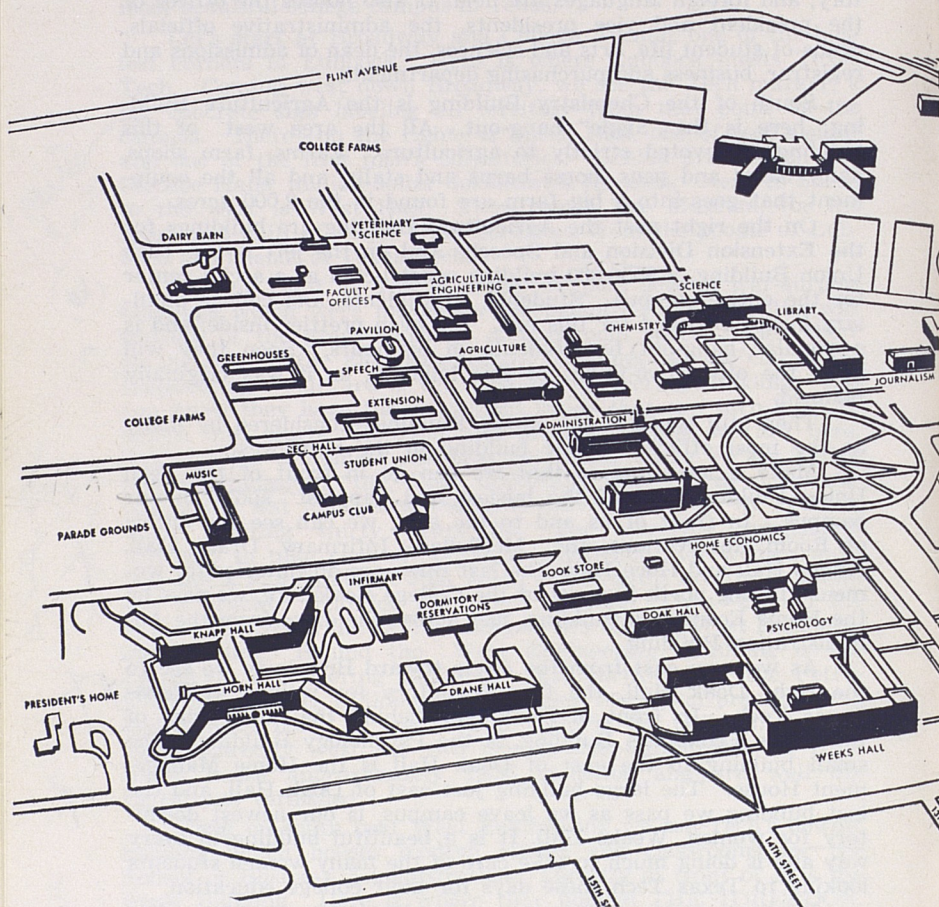 FLINT AVENUE
COLLEGE FARMS
DAIRY BARN
VETERINARY
SCIENCE
FACULTY
OFFICES
AGRICULTURAL
ENGINEERING
SCIENCE
CHEMISTRY
LIBRARY
PAVILION
GREENHOUSES
SPEECH
AGRICULTURE
JOURNALISM
COLLEGE FARMS
EXTENSION
ADMINISTRATION
REC. HALL
MUSIC
STUDENT UNION
CAMPUS CLUB
PARADE GROUNDS
HOME ECONOMICS
INFIRMARY
BOOK STORE
DORMITORY
RESERVATIONS
DOAK HALL
PSYCHOLOGY
KNAPP HALL
PRESIDENT'S HOME
HORN HALL
DRANE HALL
WEEKS HALL
14TH STREET
15TH